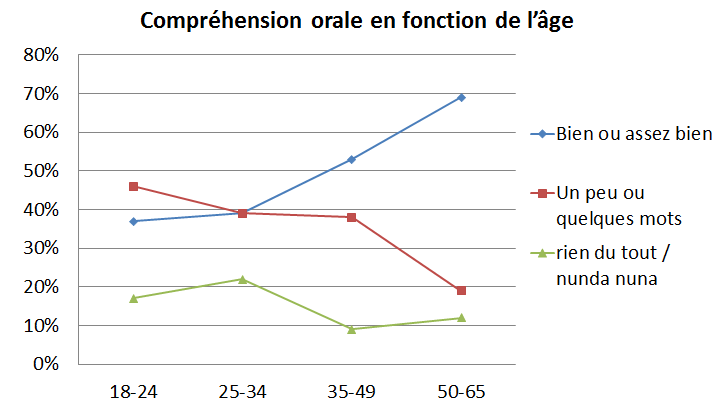 Compréhension orale en fonction de l’âge
80%
70%
60%
50%
40%
30%
20%
10%
0%
18-24 25-34 35-49 50-65
Bien ou assez bien
Un peu ou
quelques mots
rien du tout /
nunda nuna